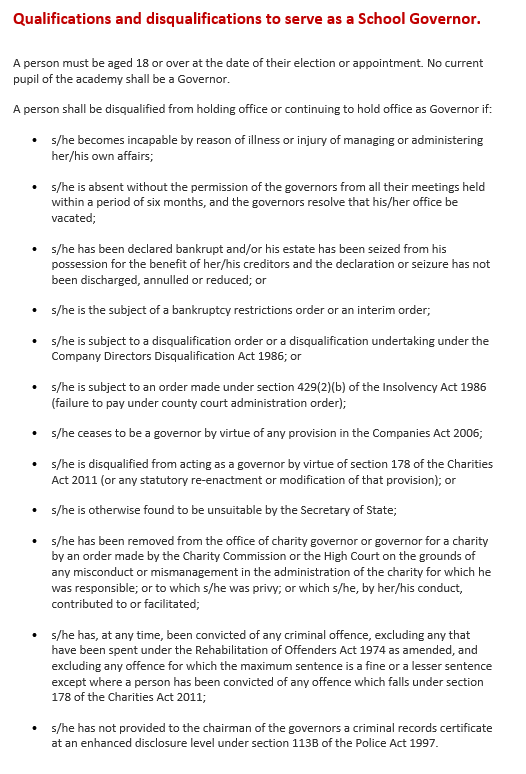 Qualifications and disqualifications to serve as a School Governor.
A person must be aged 18 or over at the date of their election or appointment. No current
pupil of the academy shall be a Governor.
A person shall be disqualified from holding office or continuing to hold office as Governor if:
• s/he becomes incapable by reason of illness or injury of managing or administering
her/his own affairs;
• s/he is absent without the permission of the governors from all their meetings held
within a period of six months, and the governors resolve that his/her office be
vacated;
• s/he has been declared bankrupt and/or his estate has been seized from his
possession for the benefit of her/his creditors and the declaration or seizure has not
been discharged, annulled or reduced; or
• s/he is the subject of a bankruptcy restrictions order or an interim order;
• s/he is subject to a disqualification order or a disqualification undertaking under the
Company Directors Disqualification Act 1986; or
• s/he is subject to an order made under section 429(2)(b) of the Insolvency Act 1986
(failure to pay under county court administration order);
• s/he ceases to be a governor by virtue of any provision in the Companies Act 2006;
• s/he is disqualified from acting as a governor by virtue of section 178 of the Charities
Act 2011 (or any statutory re-enactment or modification of that provision); or
• s/he is otherwise found to be unsuitable by the Secretary of State;
• s/he has been removed from the office of charity governor or governor for a charity
by an order made by the Charity Commission or the High Court on the grounds of
any misconduct or mismanagement in the administration of the charity for which he
was responsible; or to which s/he was privy; or which s/he, by her/his conduct,
contributed to or facilitated;
• s/he has, at any time, been convicted of any criminal offence, excluding any that
have been spent under the Rehabilitation of Offenders Act 1974 as amended, and
excluding any offence for which the maximum sentence is a fine or a lesser sentence
except where a person has been convicted of any offence which falls under section
178 of the Charities Act 2011;
• s/he has not provided to the chairman of the governors a criminal records certificate
at an enhanced disclosure level under section 113B of the Police Act 1997.